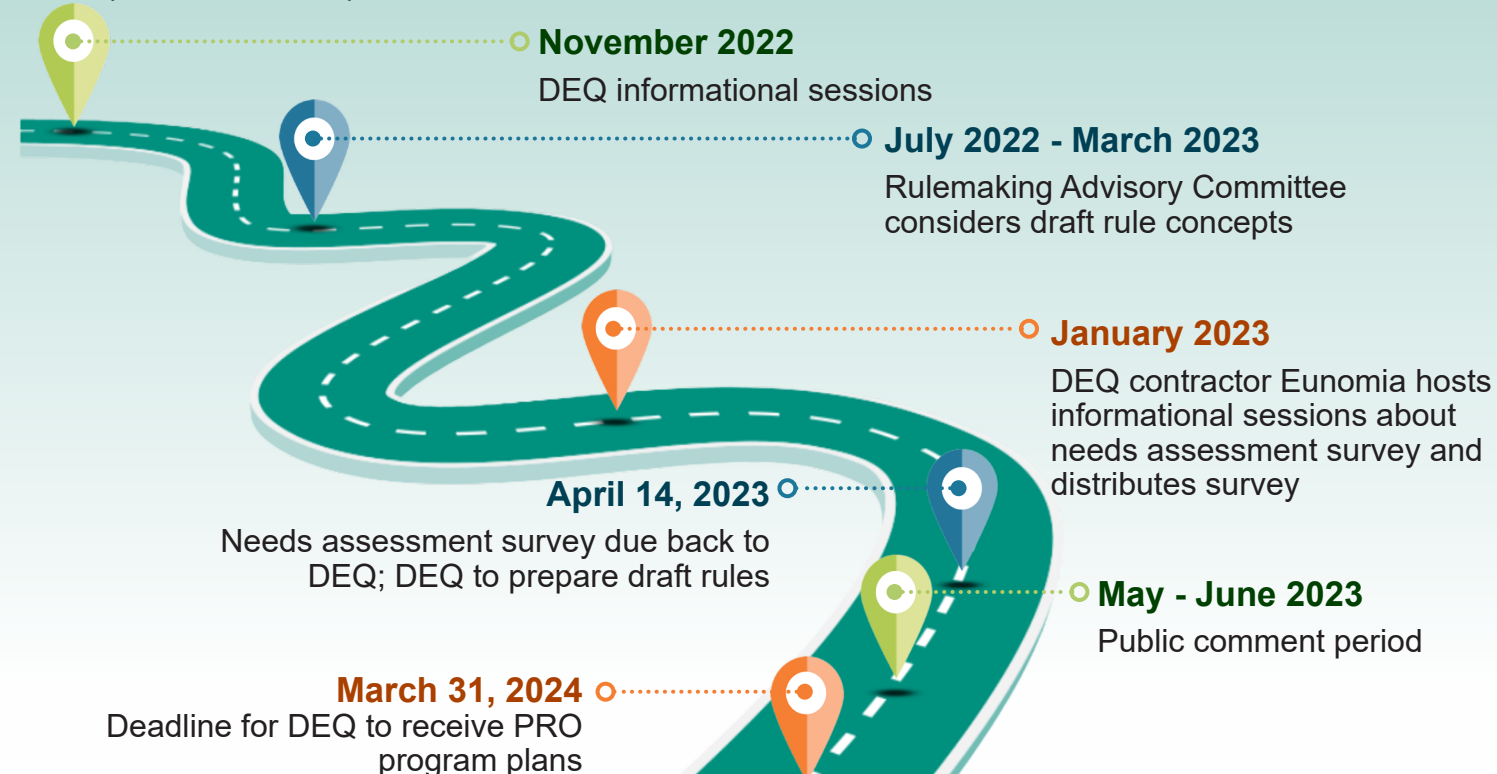 November 2022
DEQ informational sessions
July 2022 - March 2023
Rulemaking Advisory Committee
considers draft rule concepts
January 2023
DEQ contractor Eunomia hosts
informational sessions about
needs assessment survey and
distributes survey
April 14, 2023
Needs assessment survey due back to
DEQ; DEQ to prepare draft rules
May - June 2023
Public comment period
March 31, 2024
Deadline for DEQ to receive PRO
program plans